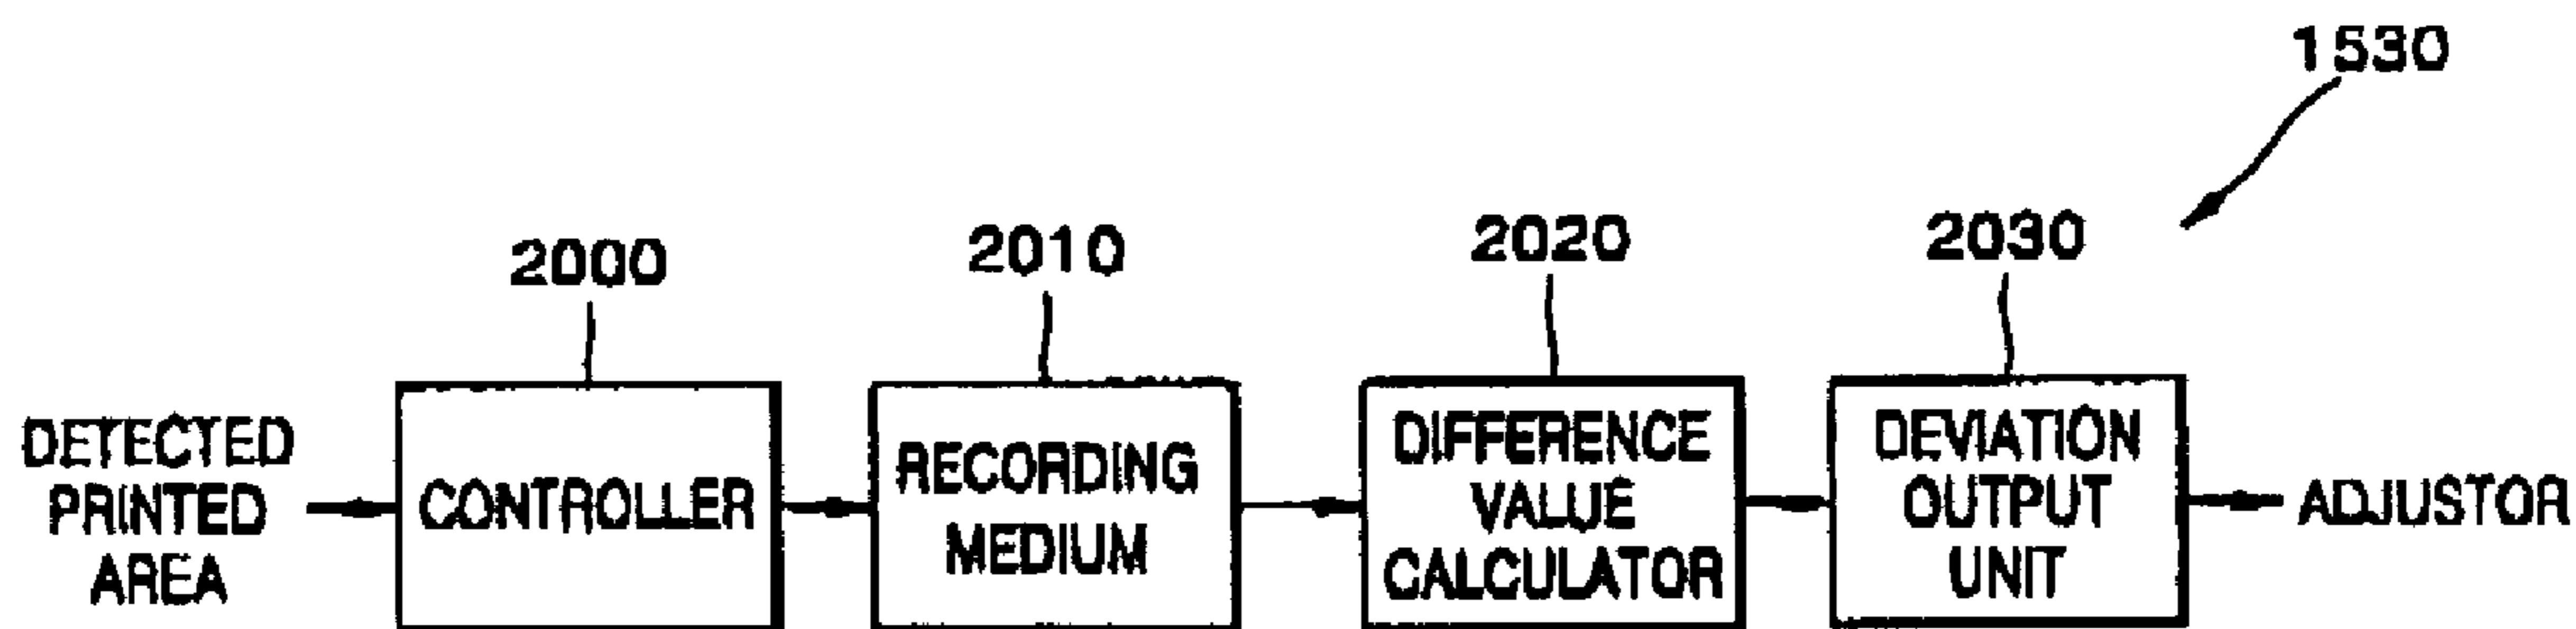 1530
2000
2010
2020
2030
DETECTED
PRINTED
AREA
CONTROLLER
RECORDING
MEDIUM
DIFFERENCE
VALUE
CALCULATOR
DEVIATION
OUTPUT
UNIT
ADJUSTOR